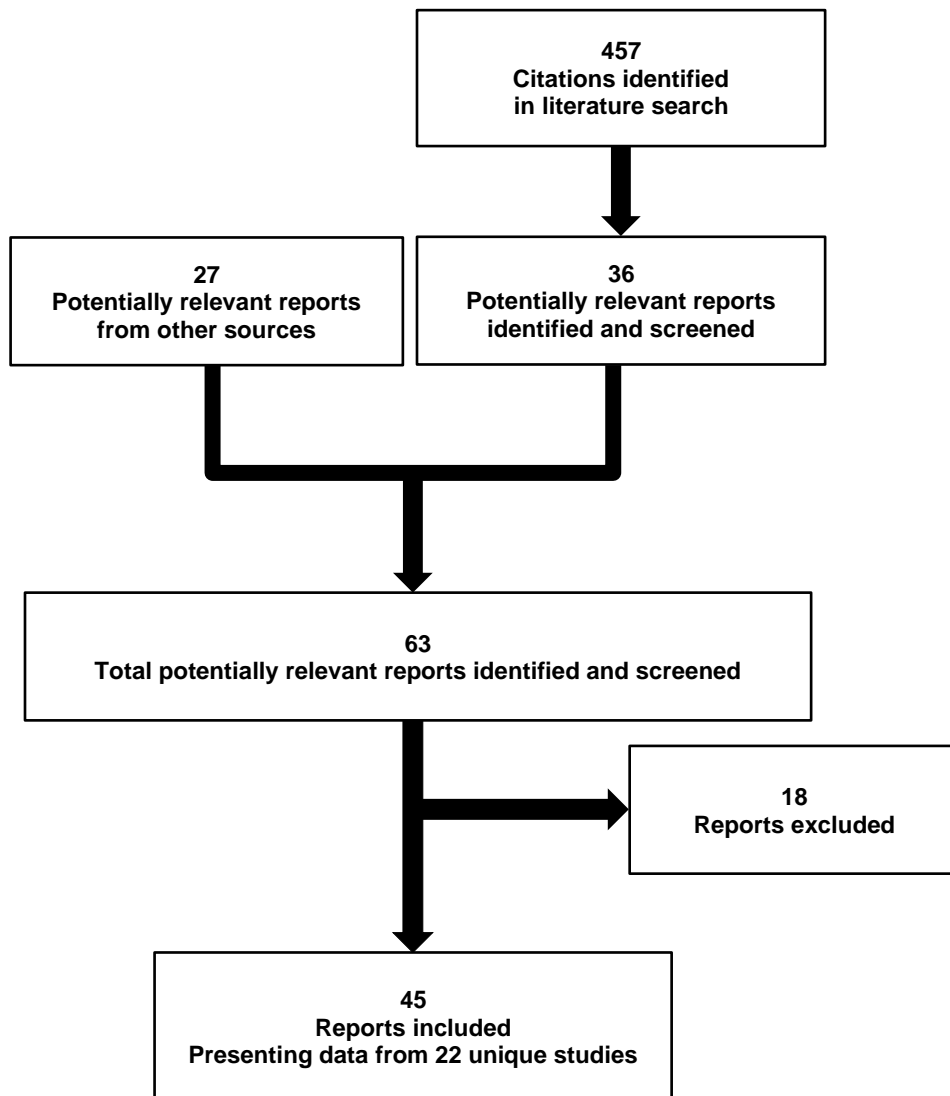 457
Citations identified
in literature search
27
Potentially relevant reports
from other sources
36
Potentially relevant reports
identified and screened
63
Total potentially relevant reports identified and screened
18
Reports excluded
45
Reports included
Presenting data from 22 unique studies